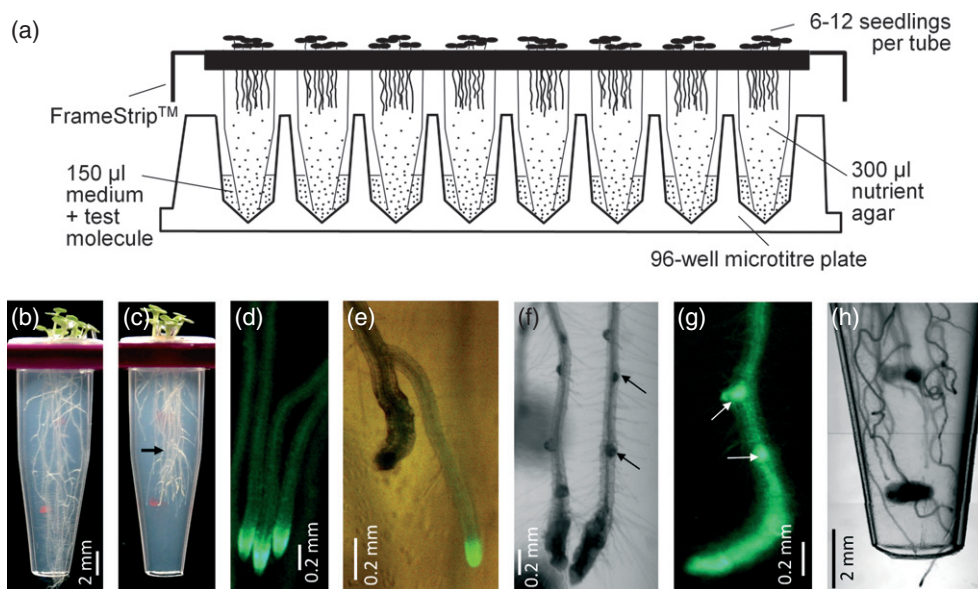 (a)
6-12 seedlings
per tube
FrameStrip™
150 µl
medium
+ test
molecule
300 µl
nutrient
agar
96-well microtitre plate
(b)
(c)
(d)
(e)
(f)
(g)
(h)
2 mm
0.2 mm
0.2 mm
0.2 mm
0.2 mm
2 mm